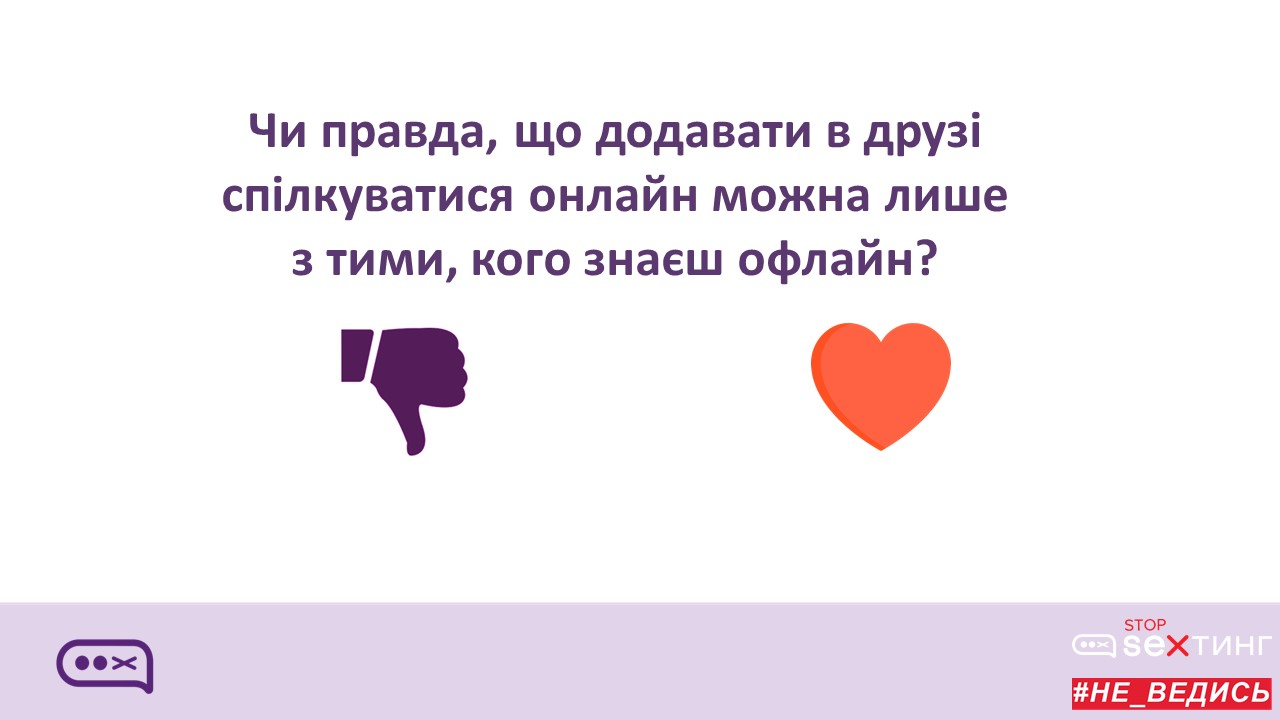 Чи правда, що додавати в друзі
спілкуватися онлайн можна лише
з тими, кого знаєш офлайн?
STOP
sexтинг
#НЕ_ВЕДИСЬ